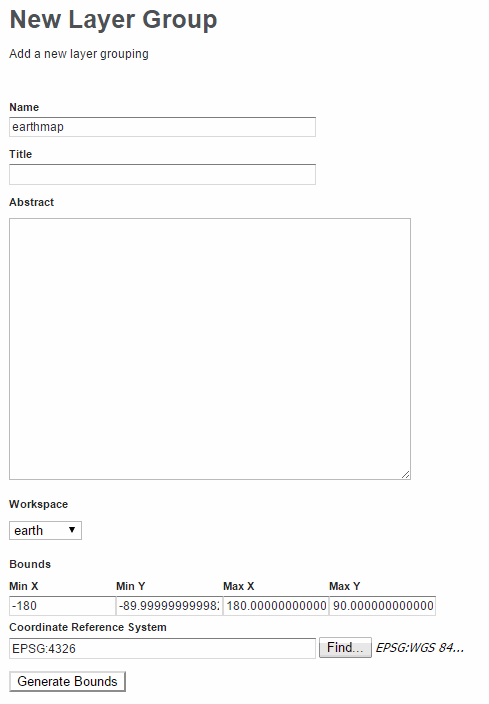 New Layer Group
Add a new layer grouping
Name
earthmap
Title
Abstract
Workspace
earth
Bounds
Min X Min Y Max X Max Y
-180 -89.9999999999982 180.00000000000 90.000000000000
Coordinate Reference System
EPSG:4326 Find... EPSG:WGS 84...
Generate Bounds